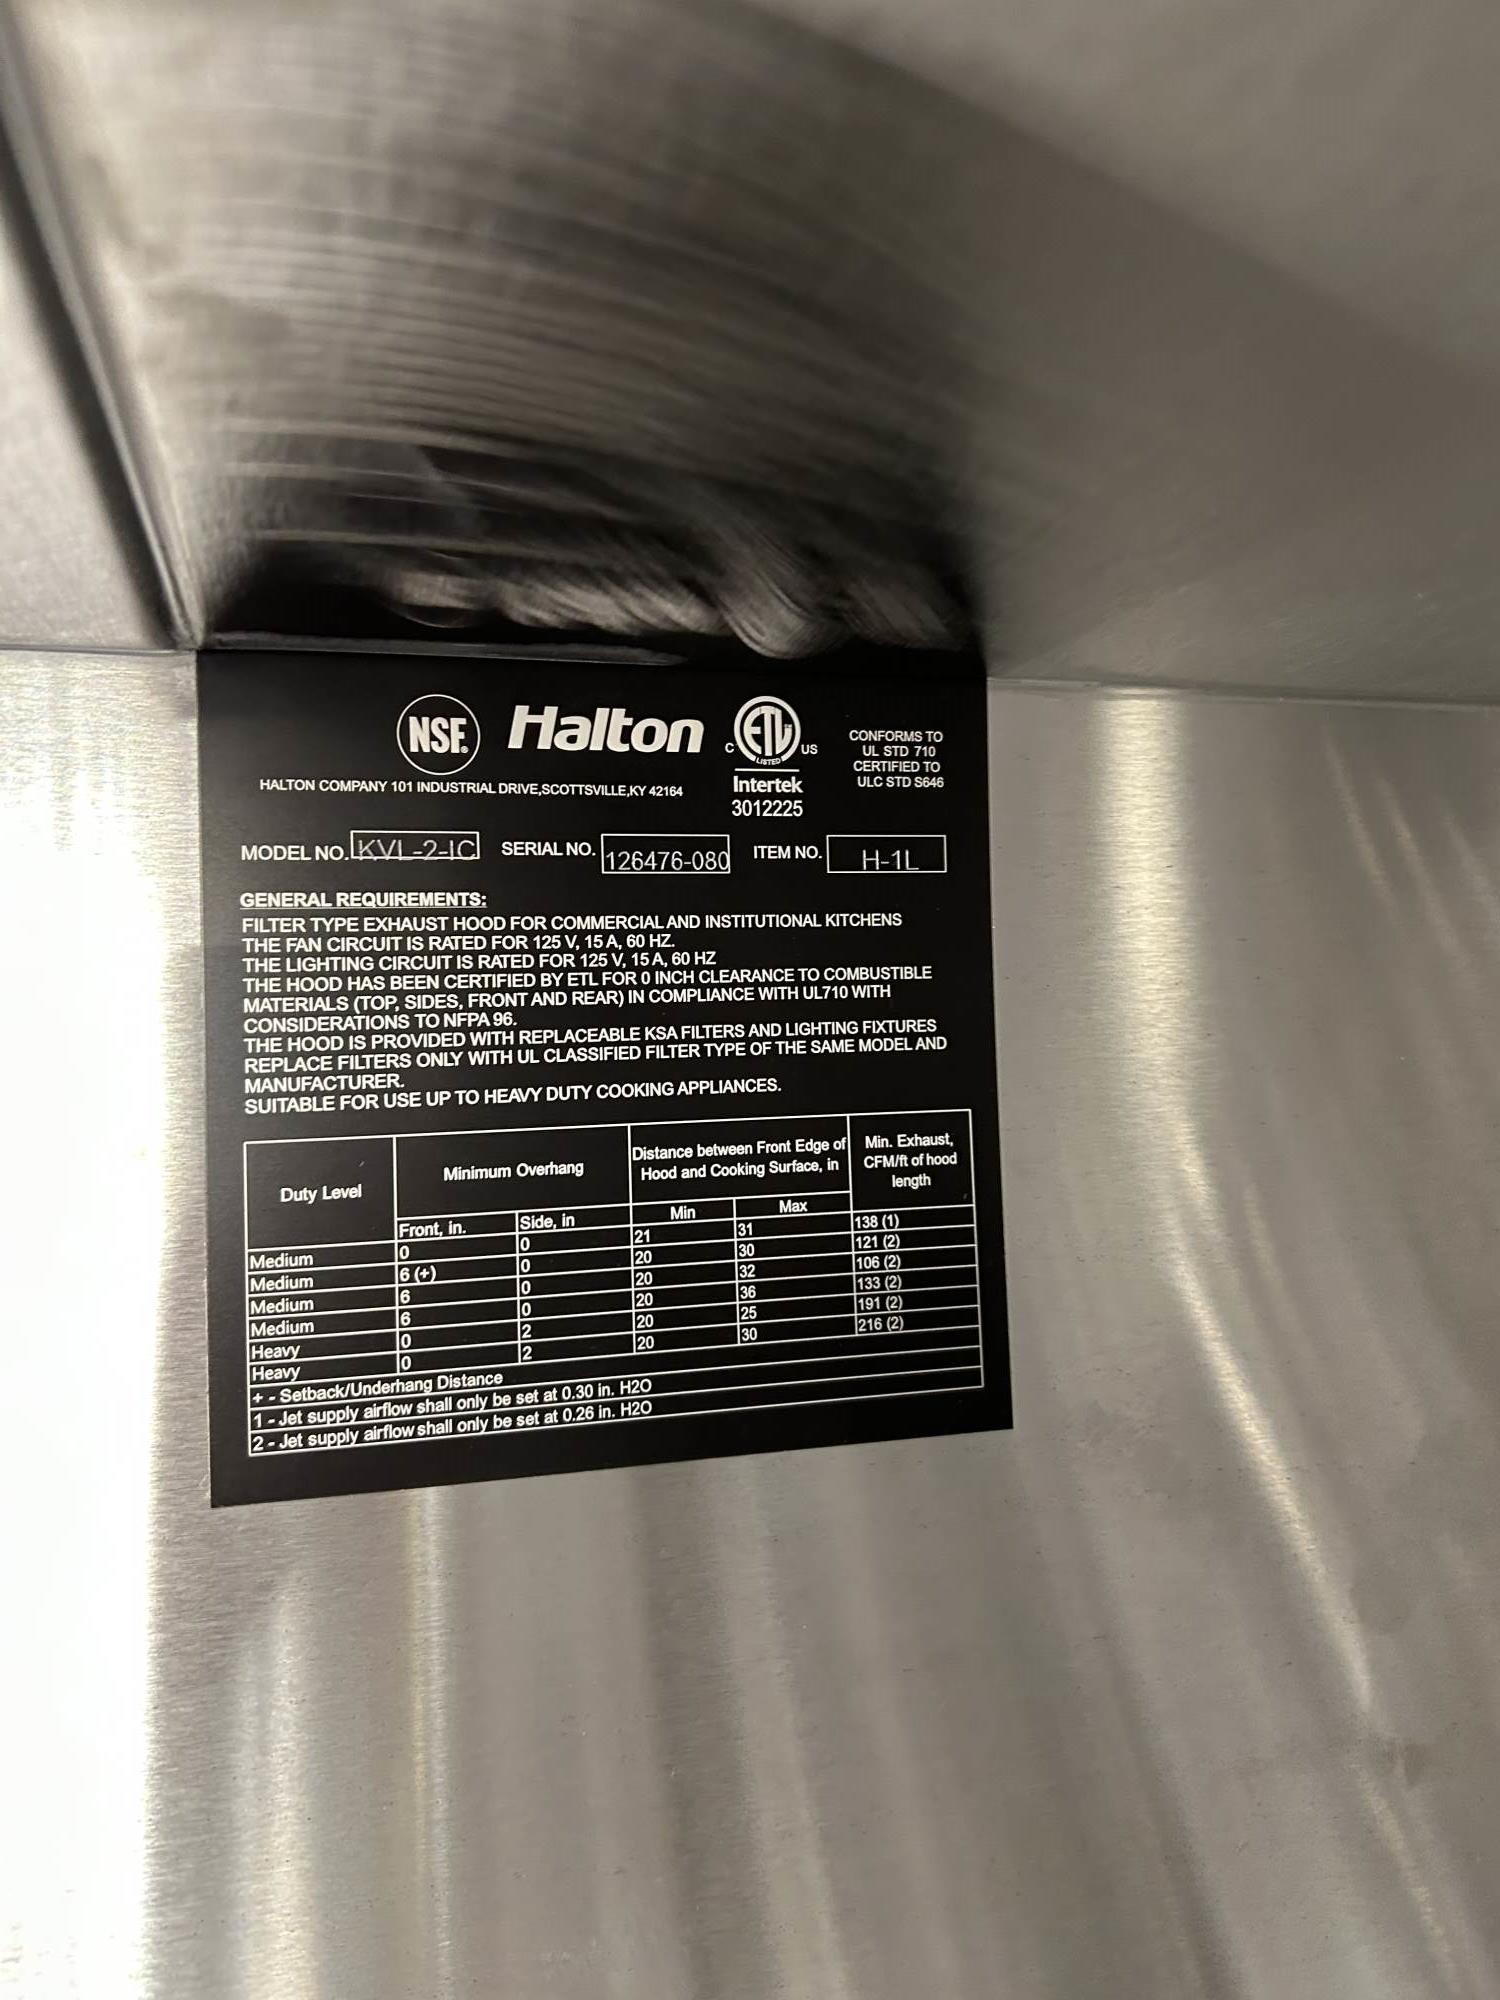 NSF.
Halton
C ETL US
LISTED
Intertek
3012225
CONFORMS TO
UL STD 710
CERTIFIED TO
ULC STD S646
HALTON COMPANY 101 INDUSTRIAL DRIVE,SCOTTSVILLE,KY 42164
MODEL NO. KVL-2-IC SERIAL NO. 126476-080 ITEM NO. H-1L
GENERAL REQUIREMENTS:
FILTER TYPE EXHAUST HOOD FOR COMMERCIAL AND INSTITUTIONAL KITCHENS
THE FAN CIRCUIT IS RATED FOR 125 V, 15 A, 60 HZ.
THE LIGHTING CIRCUIT IS RATED FOR 125 V, 15 A, 60 HZ
THE HOOD HAS BEEN CERTIFIED BY ETL FOR 0 INCH CLEARANCE TO COMBUSTIBLE
MATERIALS (TOP, SIDES, FRONT AND REAR) IN COMPLIANCE WITH UL710 WITH
CONSIDERATIONS TO NFPA 96.
THE HOOD IS PROVIDED WITH REPLACEABLE KSA FILTERS AND LIGHTING FIXTURES
REPLACE FILTERS ONLY WITH UL CLASSIFIED FILTER TYPE OF THE SAME MODEL AND
MANUFACTURER.
SUITABLE FOR USE UP TO HEAVY DUTY COOKING APPLIANCES.
Duty Level
Minimum Overhang
Distance between Front Edge of
Hood and Cooking Surface, in
Min. Exhaust,
CFM/ft of hood
length
Front, in. Side, in Min Max
Medium 0 0 21 31 138 (1)
Medium 6 (+) 0 20 30 121 (2)
Medium 6 0 20 32 106 (2)
Medium 6 0 20 36 133 (2)
Heavy 0 2 20 25 191 (2)
Heavy 0 2 20 30 216 (2)
+ - Setback/Underhang Distance
1 - Jet supply airflow shall only be set at 0.30 in. H2O
2 - Jet supply airflow shall only be set at 0.26 in. H2O